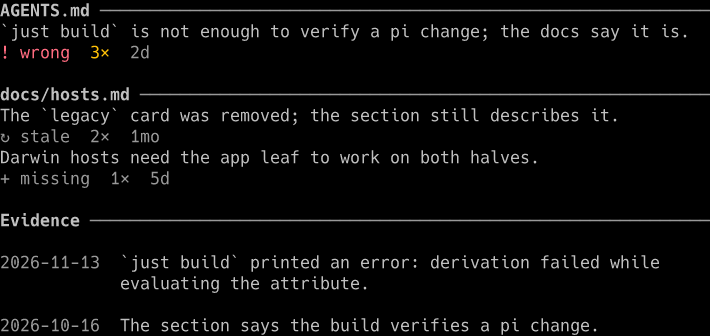 AGENTS.md
`just build` is not enough to verify a pi change; the docs say it is.
! wrong  3×  2d
docs/hosts.md
The `legacy` card was removed; the section still describes it.
↻ stale  2×  1mo
Darwin hosts need the app leaf to work on both halves.
+ missing  1×  5d
Evidence
2026-11-13  `just build` printed an error: derivation failed while
evaluating the attribute.
2026-10-16  The section says the build verifies a pi change.